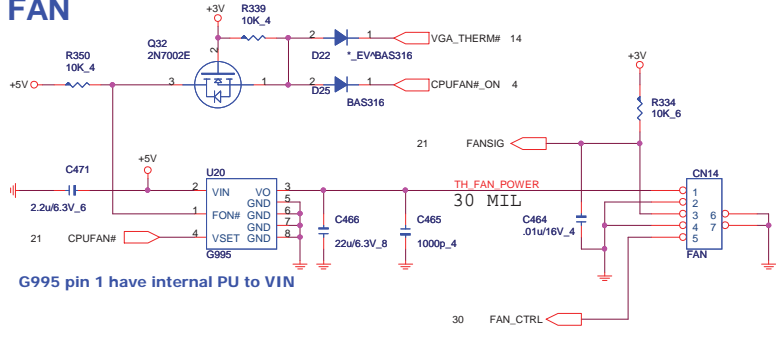 FAN
+3V
R339
10K_4
R350
10K_4
Q32
2N7002E
2
3
1
+5V
2
1
VGA_THERM# 14
D22
*_EV^BAS316
2
1
CPUFAN#_ON 4
D25
BAS316
+3V
R334
10K_6
21 FANSIG
C471
+5V
2.2u/6.3V_6
U20
2 VIN VO 3
GND 5
1 FON# GND 6
GND 7
4 VSET GND 8
G995
21 CPUFAN#
TH_FAN_POWER
30 MIL
C466
22u/6.3V_8
C465
1000p_4
C464
.01u/16V_4
CN14
1
2
3 6
4 7
5
FAN
G995 pin 1 have internal PU to VIN
30 FAN_CTRL